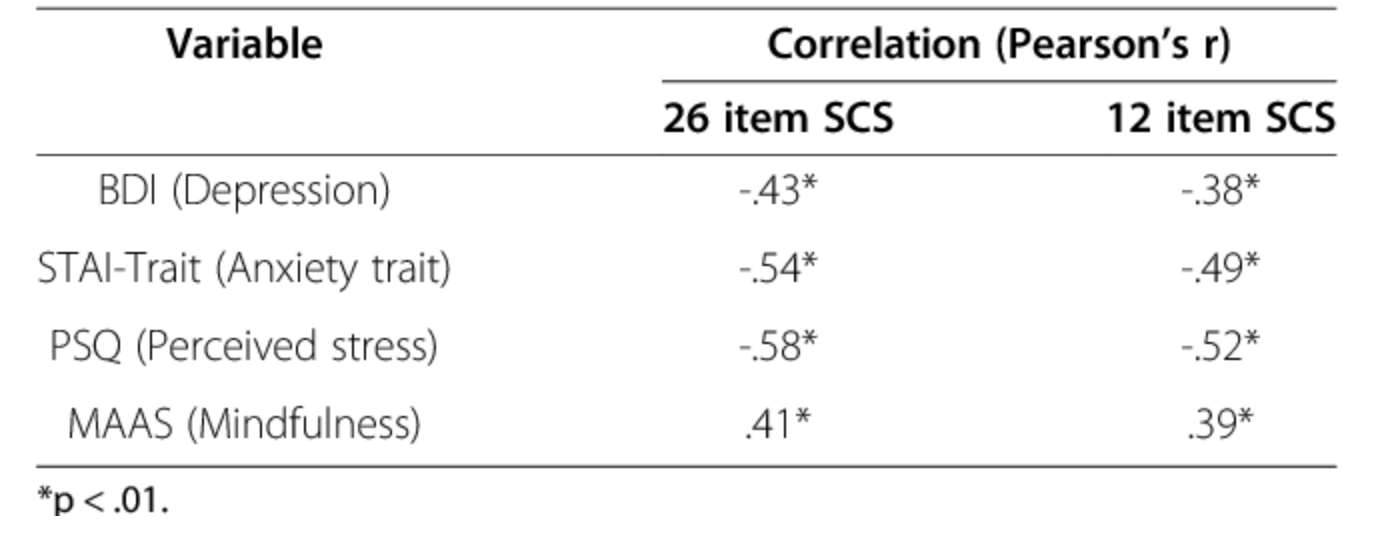 Variable Correlation (Pearson's r)
26 item SCS 12 item SCS
BDI (Depression) -.43* -.38*
STAI-Trait (Anxiety trait) -.54* -.49*
PSQ (Perceived stress) -.58* -.52*
MAAS (Mindfulness) .41* .39*
*p < .01.